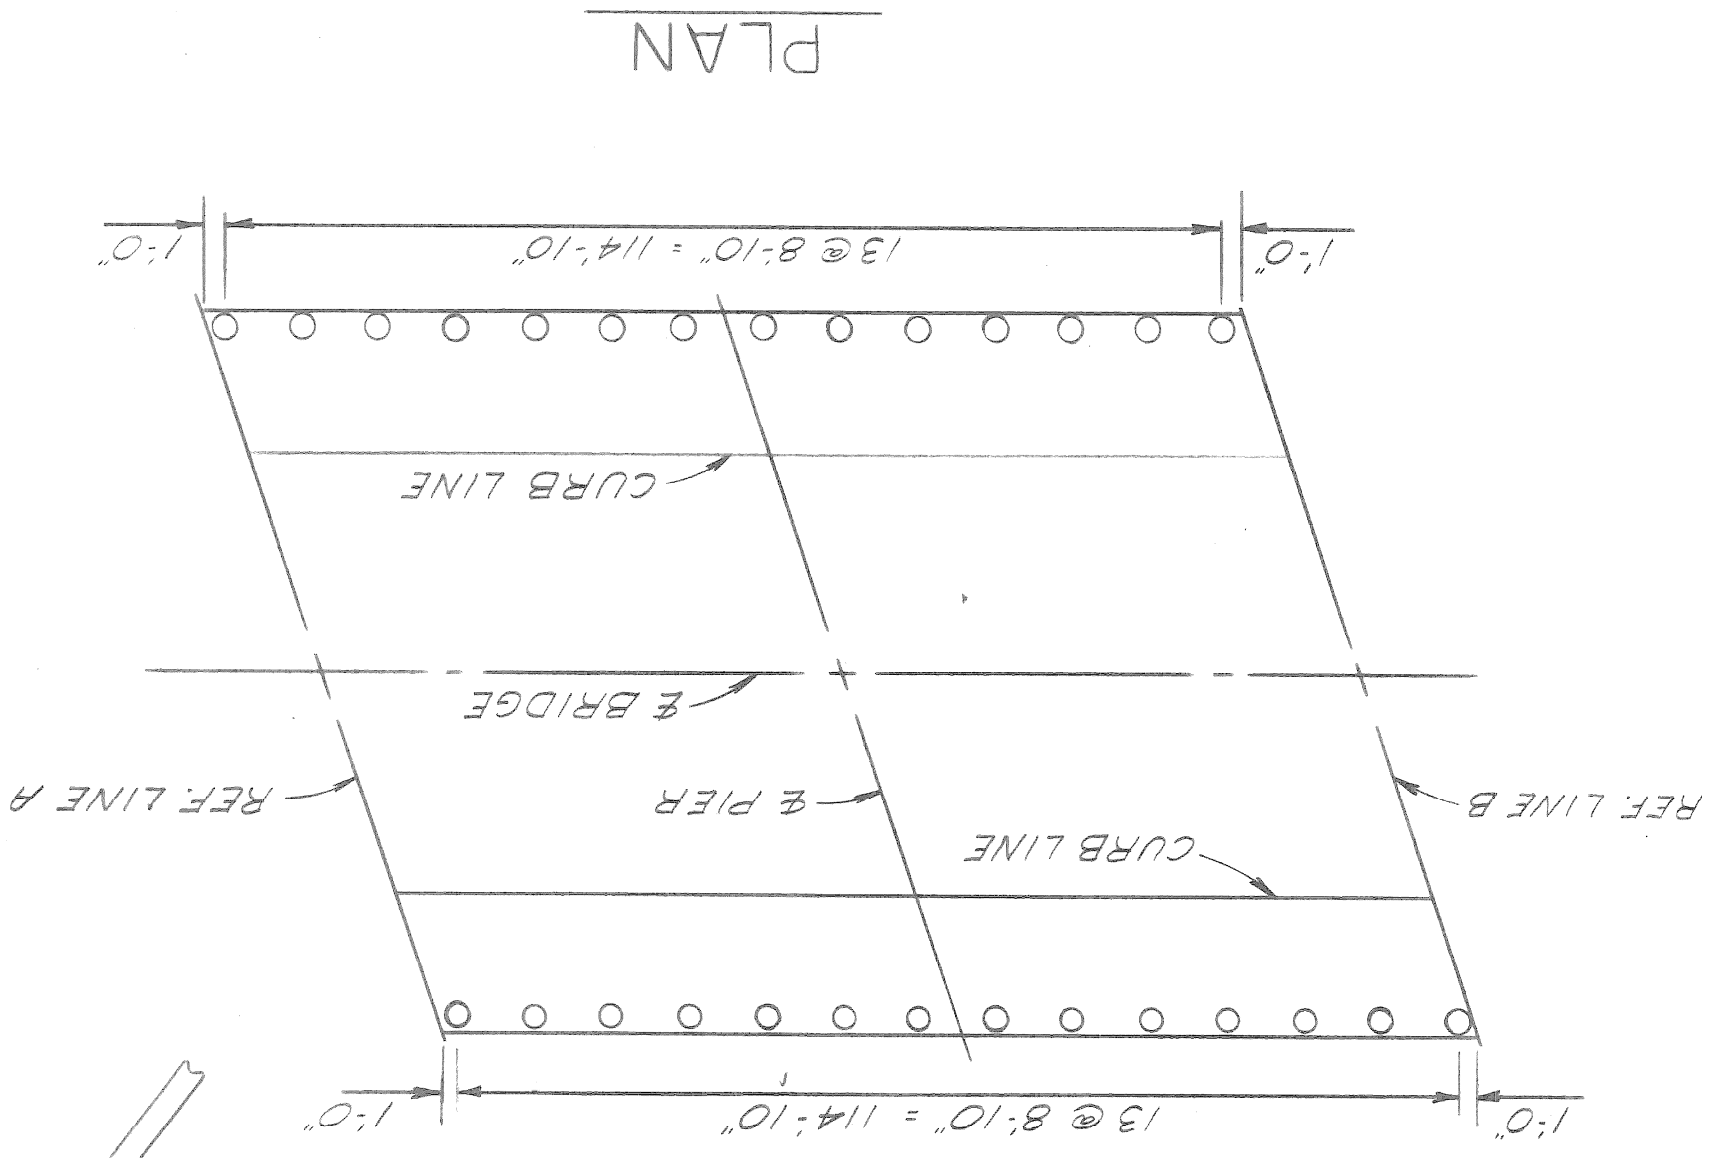 1'-0" 13 @ 8'-10" = 114'-10" 1'-0"
CURB LINE
REF. LINE B ℄ PIER REF. LINE A
℄ BRIDGE
CURB LINE
1'-0" 13 @ 8'-10" = 114'-10" 1'-0"
PLAN